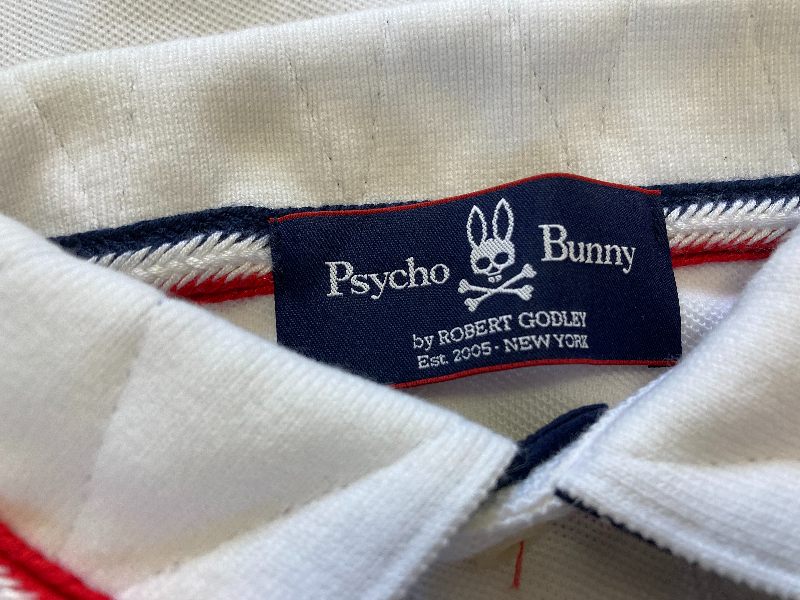 Psycho Bunny
by ROBERT GODLEY
Est. 2005 - NEW YORK